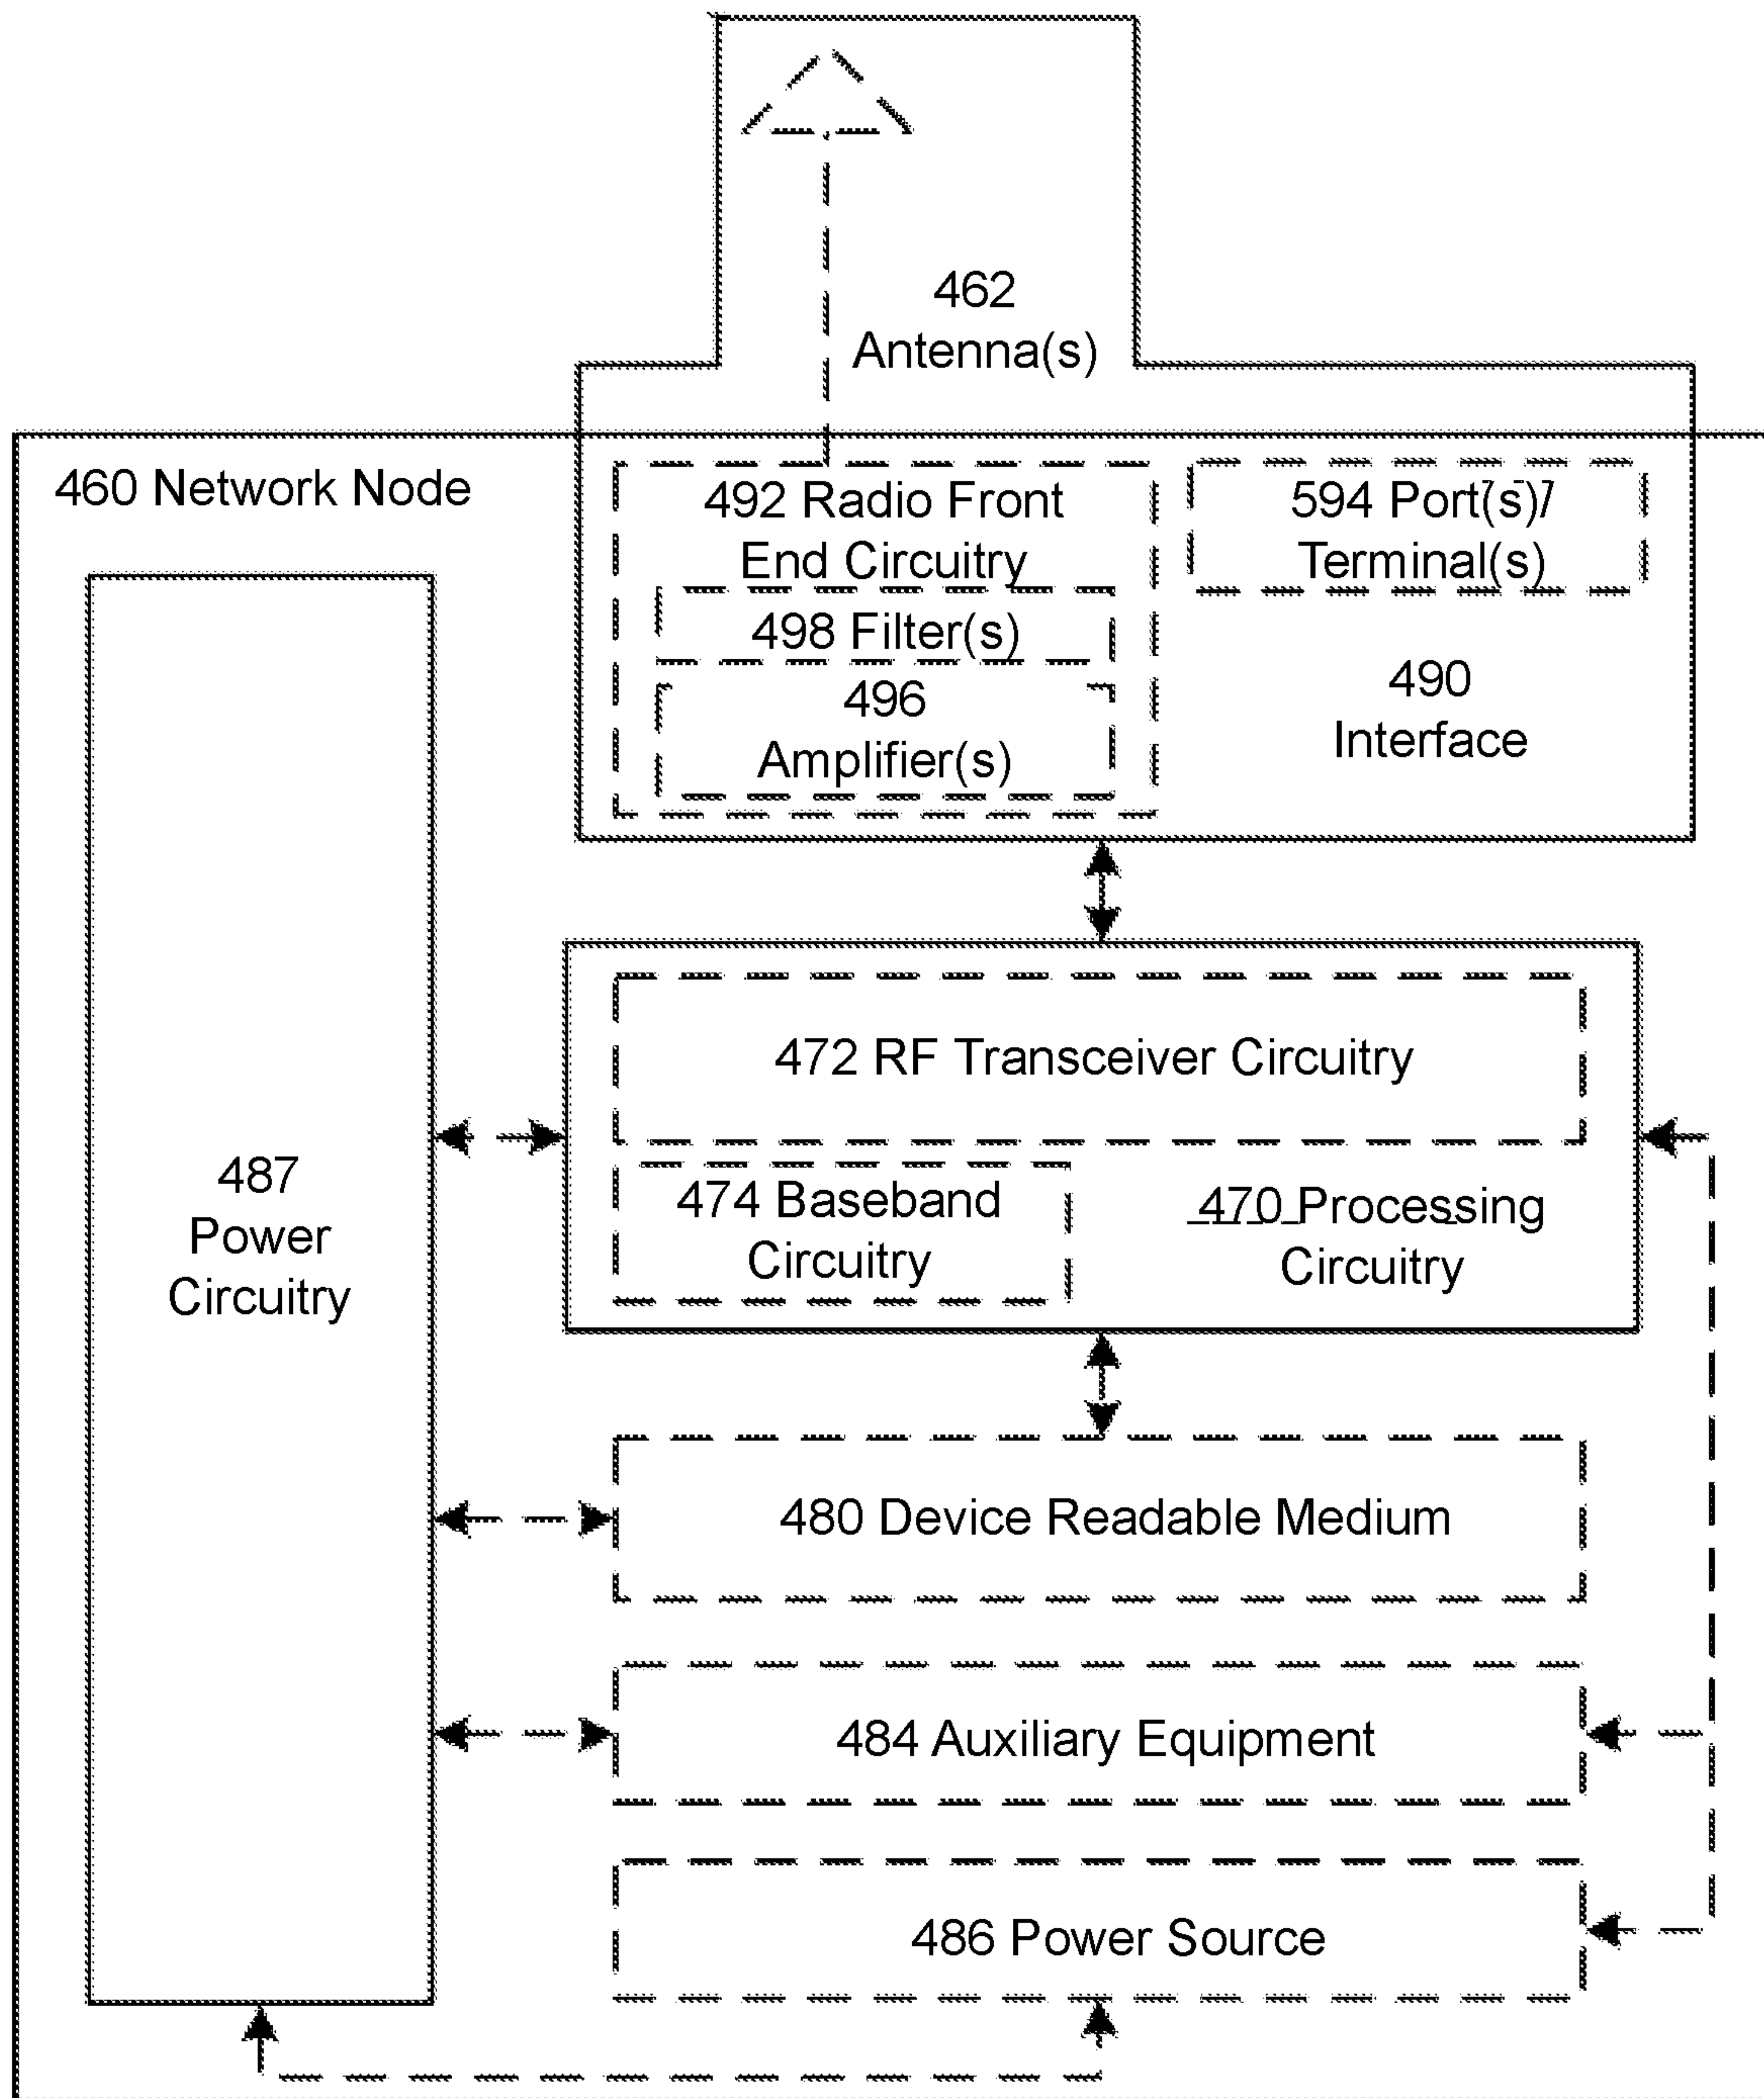 462
Antenna(s)
460 Network Node
492 Radio Front
End Circuitry
594 Port(s)/
Terminal(s)
498 Filter(s)
496
Amplifier(s)
490
Interface
472 RF Transceiver Circuitry
474 Baseband
Circuitry
470 Processing
Circuitry
487
Power
Circuitry
480 Device Readable Medium
484 Auxiliary Equipment
486 Power Source